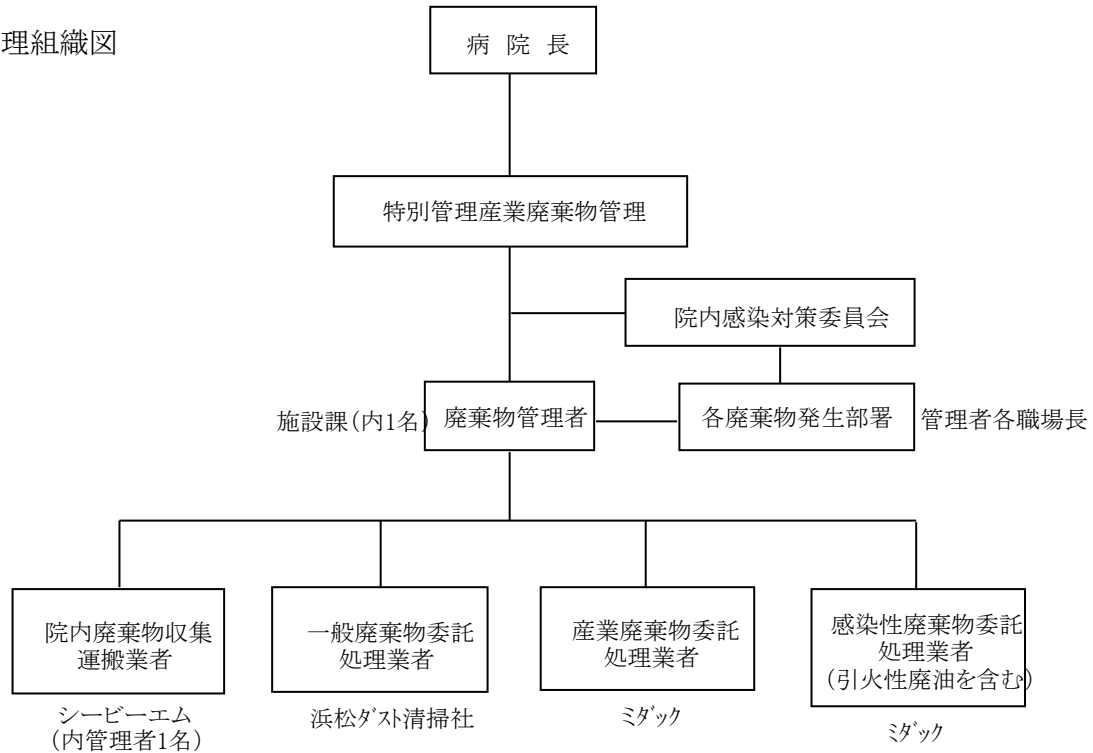 理組織図
病 院 長
特別管理産業廃棄物管理
院内感染対策委員会
施設課(内1名)
廃棄物管理者
各廃棄物発生部署
管理者各職場長
院内廃棄物収集
運搬業者
一般廃棄物委託
処理業者
産業廃棄物委託
処理業者
感染性廃棄物委託
処理業者
(引火性廃油を含む)
シービーエム
(内管理者1名)
浜松ﾀﾞｽﾄ清掃社
ﾐﾀﾞｯｸ
ﾐﾀﾞｯｸ